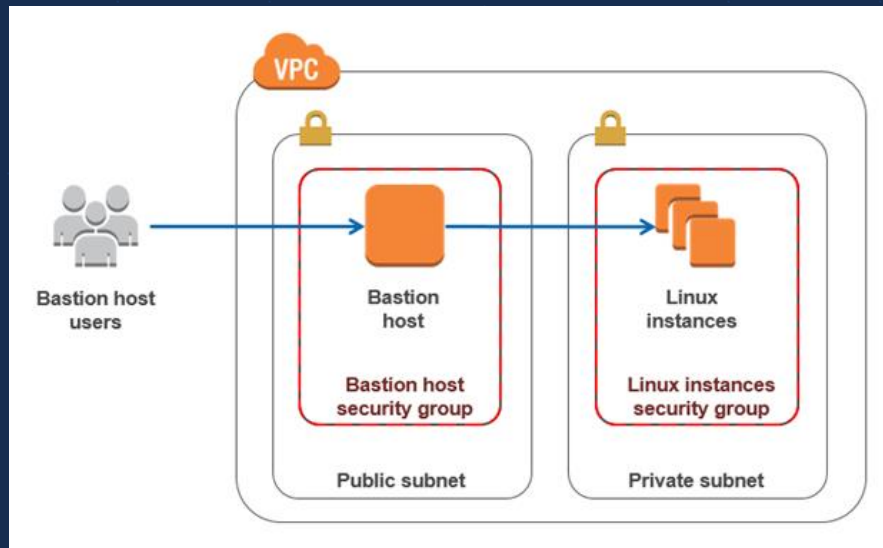 VPC
Bastion host
users
Bastion
host
Linux
instances
Bastion host
security group
Linux instances
security group
Public subnet
Private subnet